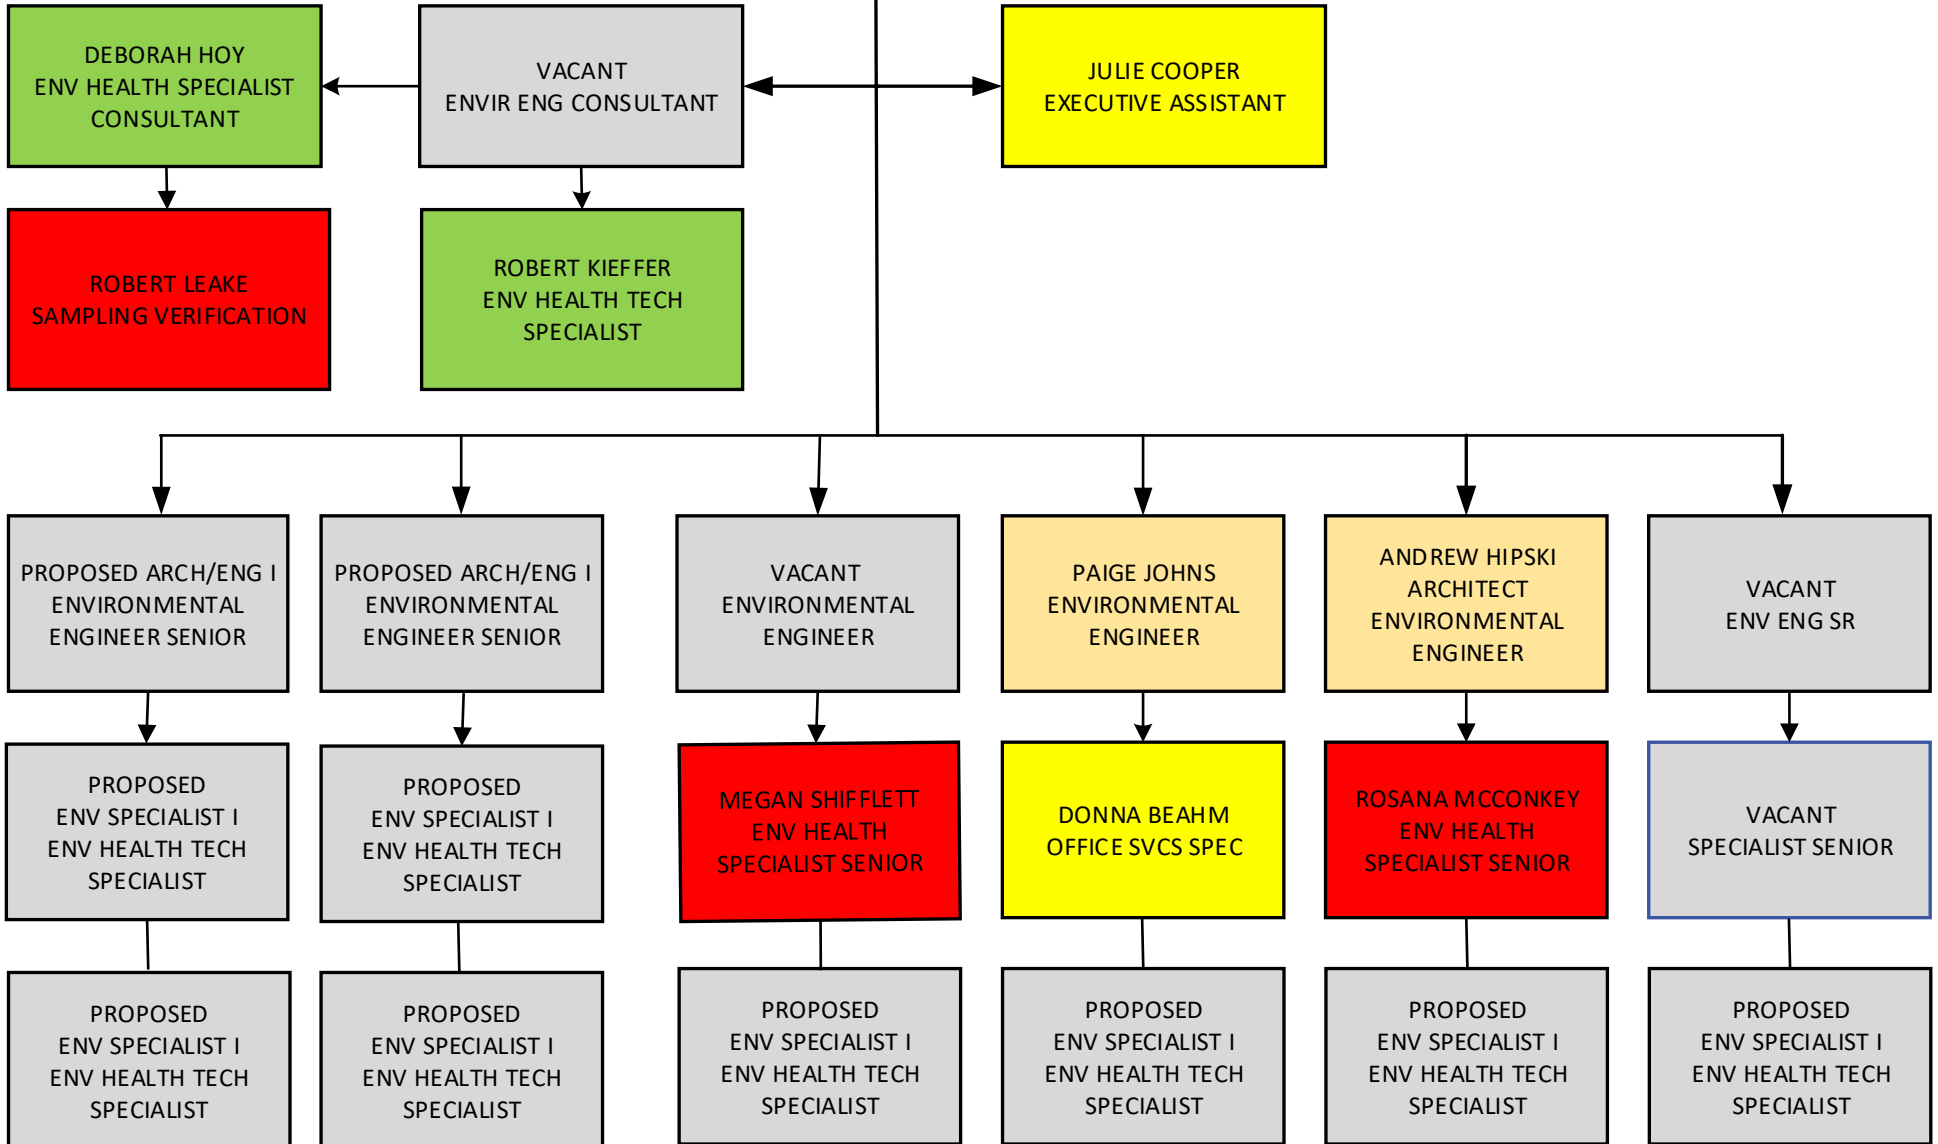 DEBORAH HOY
ENV HEALTH SPECIALIST
CONSULTANT
VACANT
ENVIR ENG CONSULTANT
JULIE COOPER
EXECUTIVE ASSISTANT
ROBERT LEAKE
SAMPLING VERIFICATION
ROBERT KIEFFER
ENV HEALTH TECH
SPECIALIST
PROPOSED ARCH/ENG I
ENVIRONMENTAL
ENGINEER SENIOR
PROPOSED ARCH/ENG I
ENVIRONMENTAL
ENGINEER SENIOR
VACANT
ENVIRONMENTAL
ENGINEER
PAIGE JOHNS
ENVIRONMENTAL
ENGINEER
ANDREW HIPSKI
ARCHITECT
ENVIRONMENTAL
ENGINEER
VACANT
ENV ENG SR
PROPOSED
ENV SPECIALIST I
ENV HEALTH TECH
SPECIALIST
PROPOSED
ENV SPECIALIST I
ENV HEALTH TECH
SPECIALIST
MEGAN SHIFFLETT
ENV HEALTH
SPECIALIST SENIOR
DONNA BEAHM
OFFICE SVCS SPEC
ROSANA MCCONKEY
ENV HEALTH
SPECIALIST SENIOR
VACANT
SPECIALIST SENIOR
PROPOSED
ENV SPECIALIST I
ENV HEALTH TECH
SPECIALIST
PROPOSED
ENV SPECIALIST I
ENV HEALTH TECH
SPECIALIST
PROPOSED
ENV SPECIALIST I
ENV HEALTH TECH
SPECIALIST
PROPOSED
ENV SPECIALIST I
ENV HEALTH TECH
SPECIALIST
PROPOSED
ENV SPECIALIST I
ENV HEALTH TECH
SPECIALIST
PROPOSED
ENV SPECIALIST I
ENV HEALTH TECH
SPECIALIST